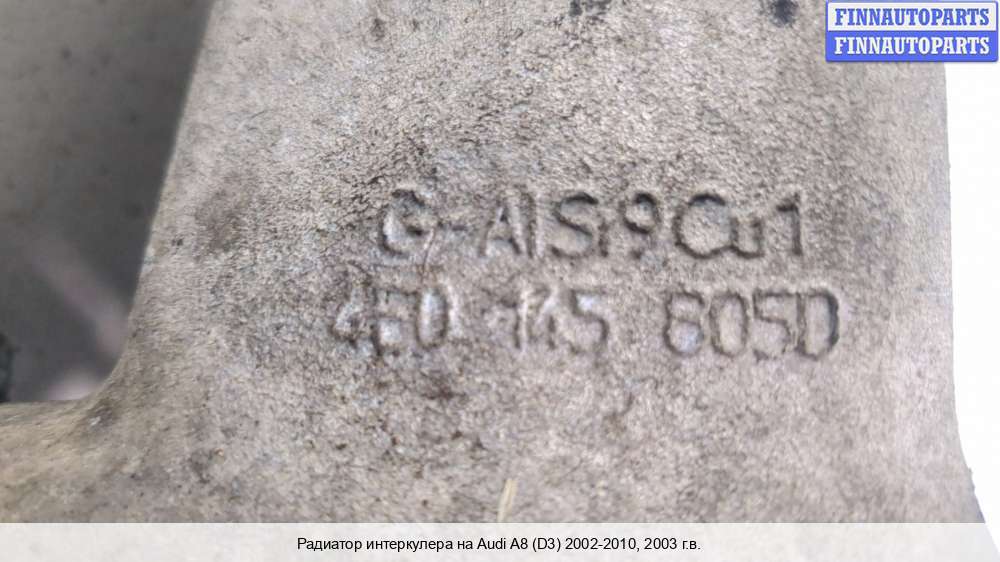 FINNAUTOPARTS
FINNAUTOPARTS
G-AlSi9Cu1
4E0 145 805D
Радиатор интеркулера на Audi A8 (D3) 2002-2010, 2003 г.в.